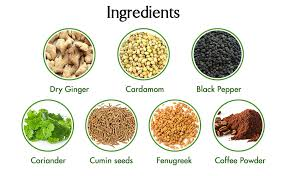 Ingredients
Dry Ginger
Cardamom
Black Pepper
Coriander
Cumin seeds
Fenugreek
Coffee Powder